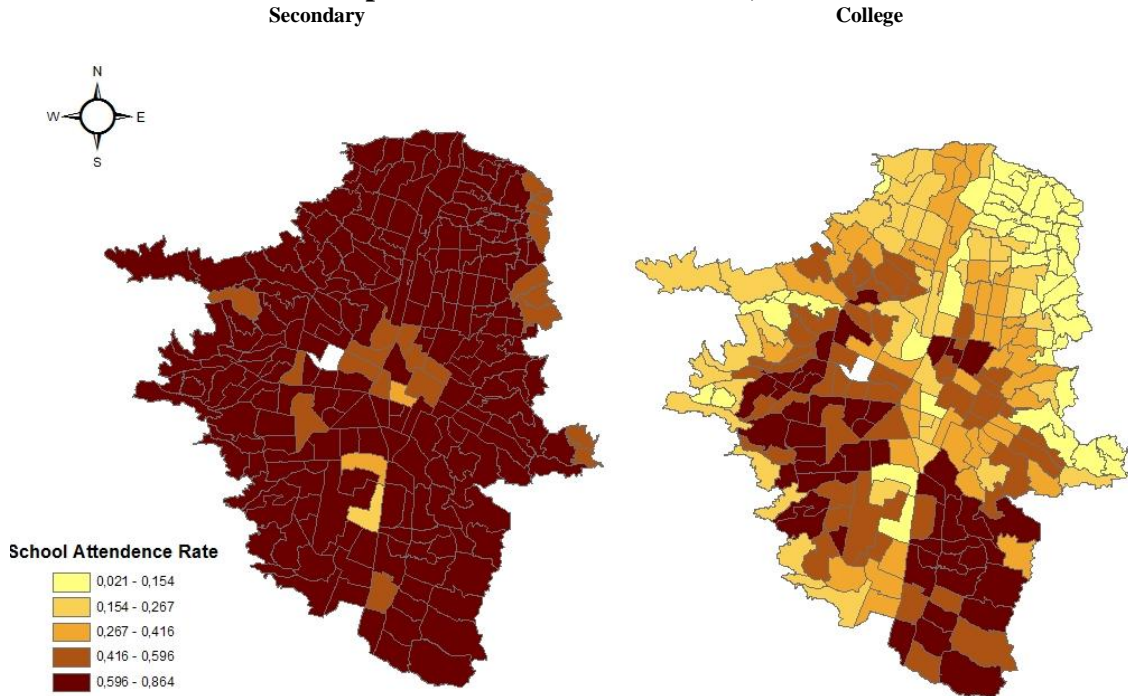 Secondary
College
N
W
E
S
School Attendence Rate
0,021 - 0,154
0,154 - 0,267
0,267 - 0,416
0,416 - 0,596
0,596 - 0,864